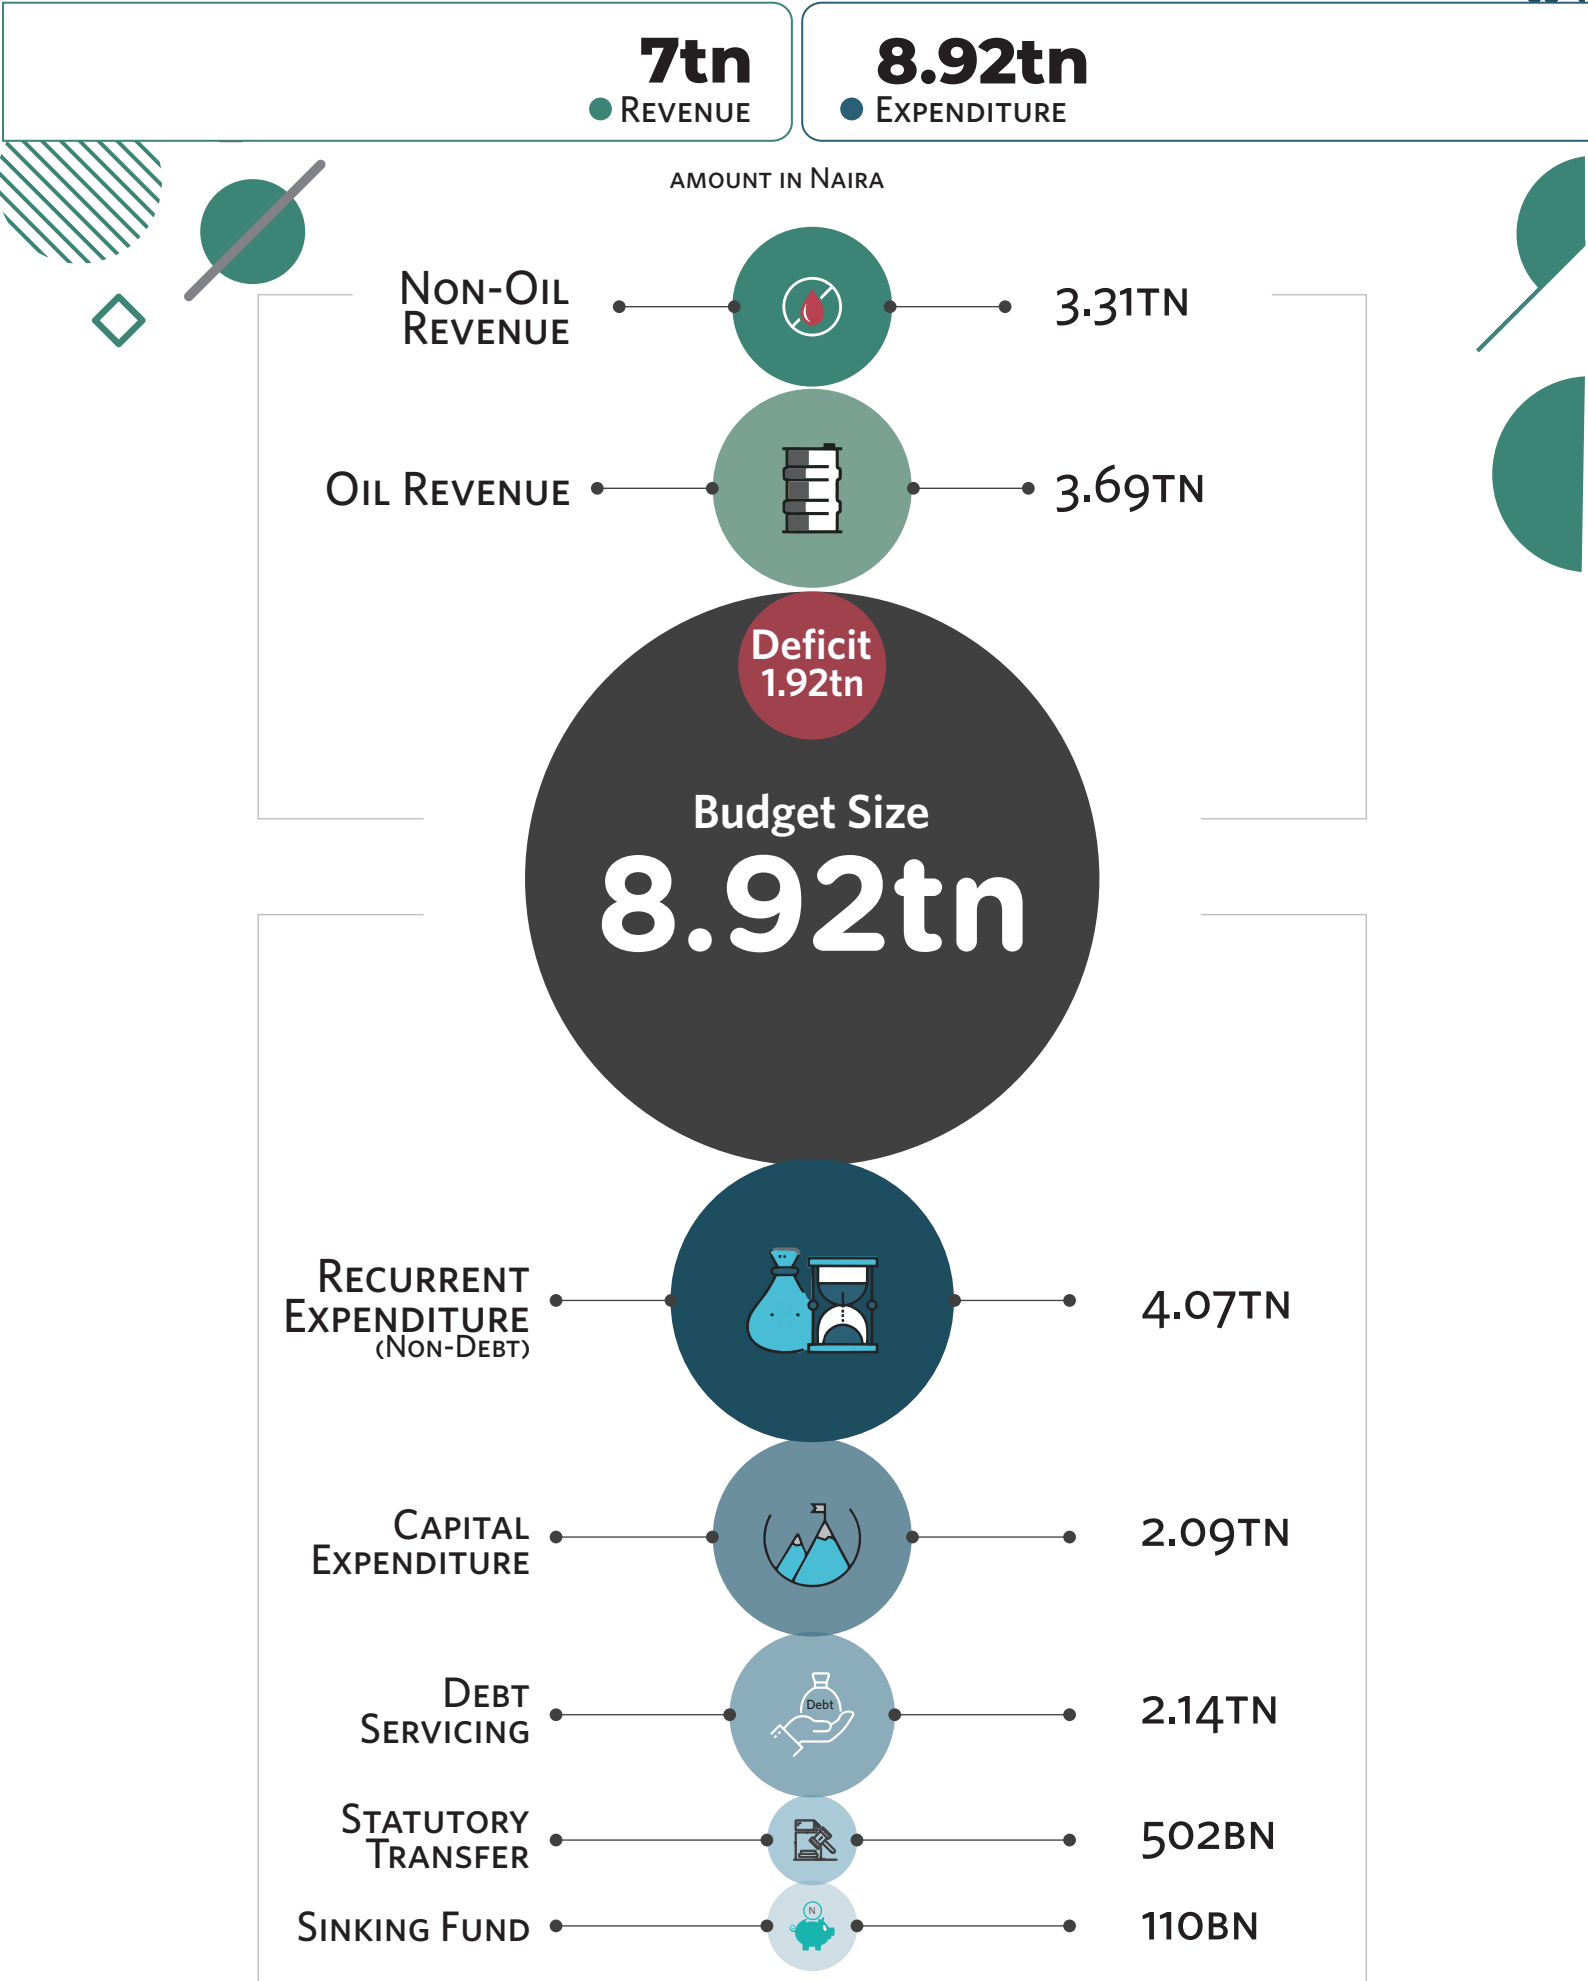 7tn
REVENUE
8.92tn
EXPENDITURE
AMOUNT IN NAIRA
NON-OIL
REVENUE
3.31TN
OIL REVENUE
3.69TN
Deficit
1.92tn
Budget Size
8.92tn
RECURRENT
EXPENDITURE
(NON-DEBT)
4.07TN
CAPITAL
EXPENDITURE
2.09TN
DEBT
SERVICING
Debt
2.14TN
STATUTORY
TRANSFER
502BN
SINKING FUND
N
110BN